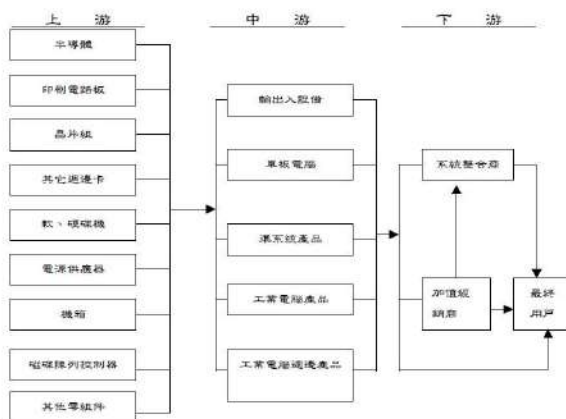 上 游
中 游
下 游
半導體
印刷電路板
晶片組
其它週邊卡
軟、硬碟機
電源供應器
機箱
磁碟陣列控制器
其他零組件
輸出入設備
單板電腦
準系統產品
工業電腦產品
工業電腦週邊產品
系統整合商
加值經
銷商
最終
用戶